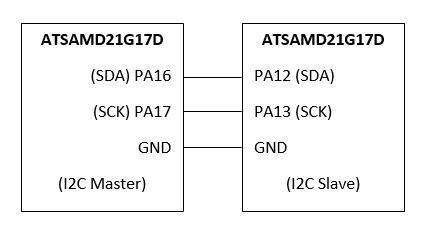 ATSAMD21G17D
(SDA) PA16
(SCK) PA17
GND
(I2C Master)
ATSAMD21G17D
PA12 (SDA)
PA13 (SCK)
GND
(I2C Slave)